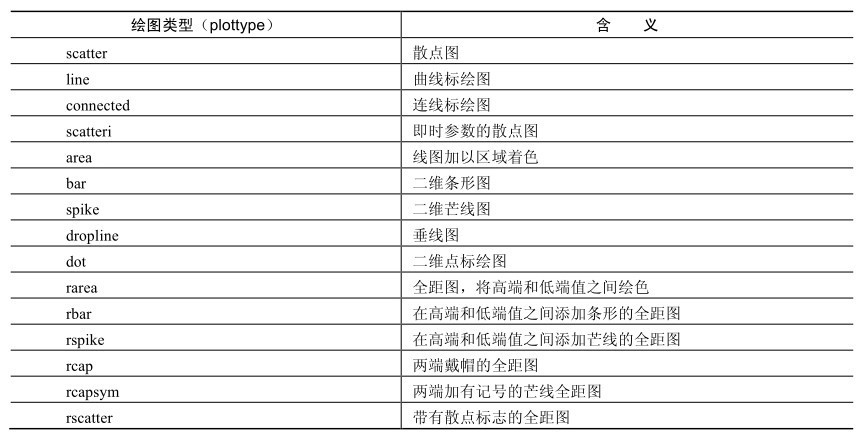 绘图类型（plottype） 含 义
scatter 散点图
line 曲线标绘图
connected 连线标绘图
scatteri 即时参数的散点图
area 线图加以区域着色
bar 二维条形图
spike 二维芒线图
dropline 垂线图
dot 二维点标绘图
rarea 全距图，将高端和低端值之间绘色
rbar 在高端和低端值之间添加条形的全距图
rspike 在高端和低端值之间添加芒线的全距图
rcap 两端戴帽的全距图
rcapsym 两端加有记号的芒线全距图
rscatter 带有散点标志的全距图